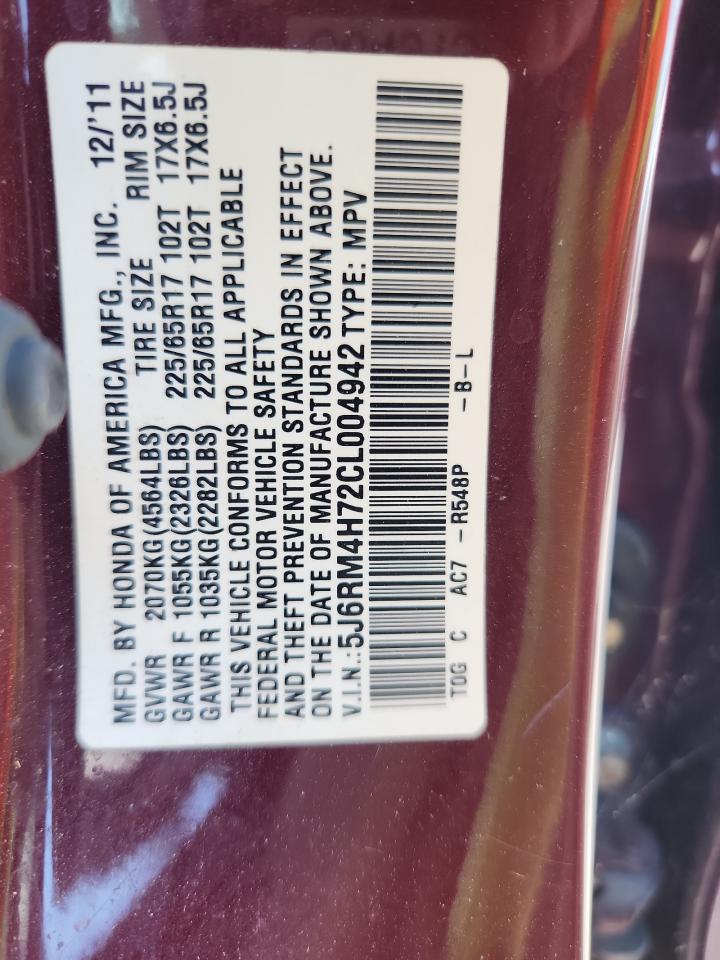 MFD. BY HONDA OF AMERICA MFG., INC. 12/'11
GVWR 2070KG(4564LBS) TIRE SIZE RIM SIZE
GAWR F 1055KG(2326LBS) 225/65R17 102T 17X6.5J
GAWR R 1035KG(2282LBS) 225/65R17 102T 17X6.5J
THIS VEHICLE CONFORMS TO ALL APPLICABLE
FEDERAL MOTOR VEHICLE SAFETY
AND THEFT PREVENTION STANDARDS IN EFFECT
ON THE DATE OF MANUFACTURE SHOWN ABOVE.
V.I.N.:5J6RM4H72CL004942 TYPE: MPV
TOG C AC7 -R548P -B-L